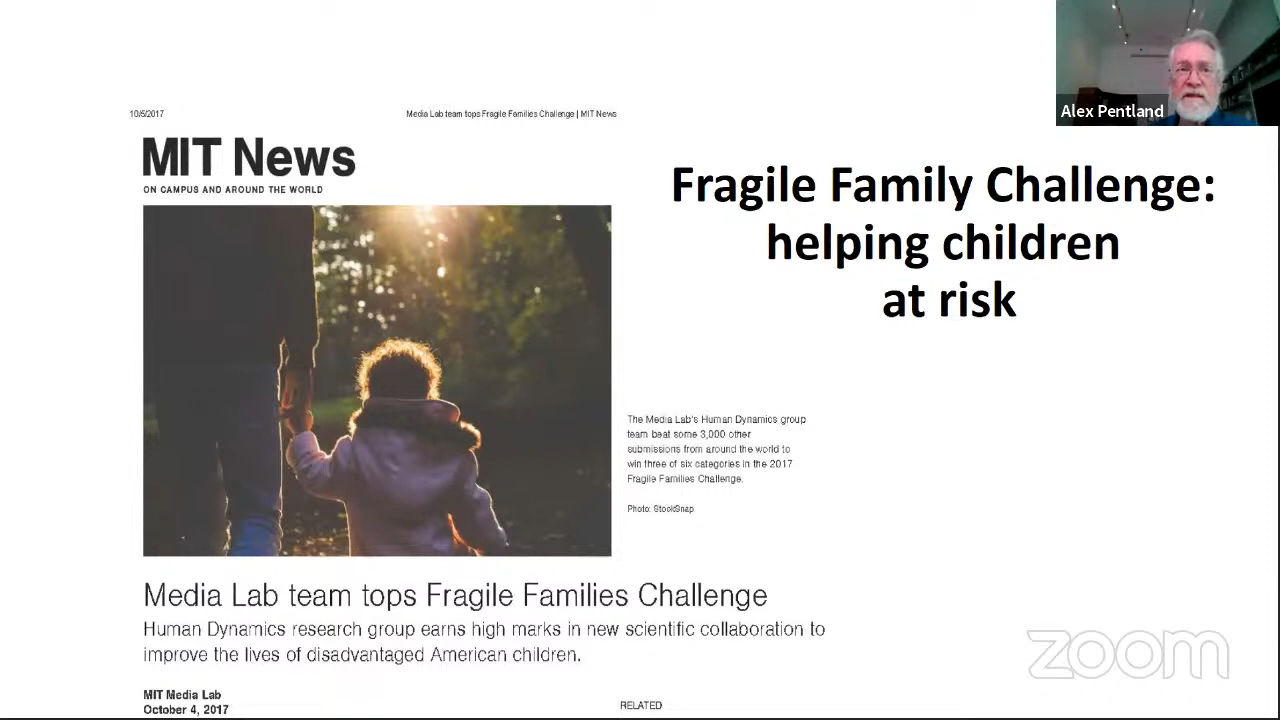 Alex Pentland
10/5/2017
Media Lab team tops Fragile Families Challenge | MIT News
MIT News
ON CAMPUS AND AROUND THE WORLD
Fragile Family Challenge:
helping children
at risk
The Media Lab's Human Dynamics group
team beat some 3,000 other
submissions from around the world to
win three of six categories in the 2017
Fragile Families Challenge.
Photo: StockSnap
Media Lab team tops Fragile Families Challenge
Human Dynamics research group earns high marks in new scientific collaboration to
improve the lives of disadvantaged American children.
MIT Media Lab
October 4, 2017
RELATED
zoom